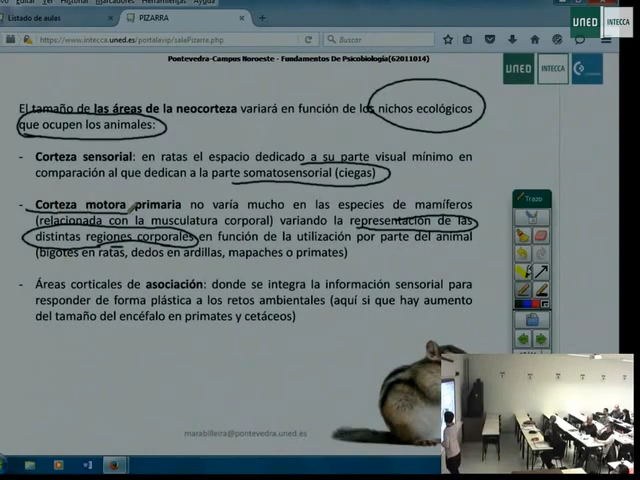 Listado de aulas
PIZARRA
https://www.intecca.uned.es/portalavip/salaPizarra.php
Buscar
UNED
INTECCA
Pontevedra-Campus Noroeste - Fundamentos De Psicobiología(62011014)
UNED
INTECCA
El tamaño de las áreas de la neocorteza variará en función de los nichos ecológicos
que ocupen los animales:
- Corteza sensorial: en ratas el espacio dedicado a su parte visual mínimo en
comparación al que dedican a la parte somatosensorial (ciegas)
- Corteza motora primaria no varía mucho en las especies de mamíferos
(relacionada con la musculatura corporal) variando la representación de las
distintas regiones corporales en función de la utilización por parte del animal
(bigotes en ratas, dedos en ardillas, mapaches o primates)
- Áreas corticales de asociación: donde se integra la información sensorial para
responder de forma plástica a los retos ambientales (aquí si que hay aumento
del tamaño del encéfalo en primates y cetáceos)
Trazo
marabilleira@pontevedra.uned.es